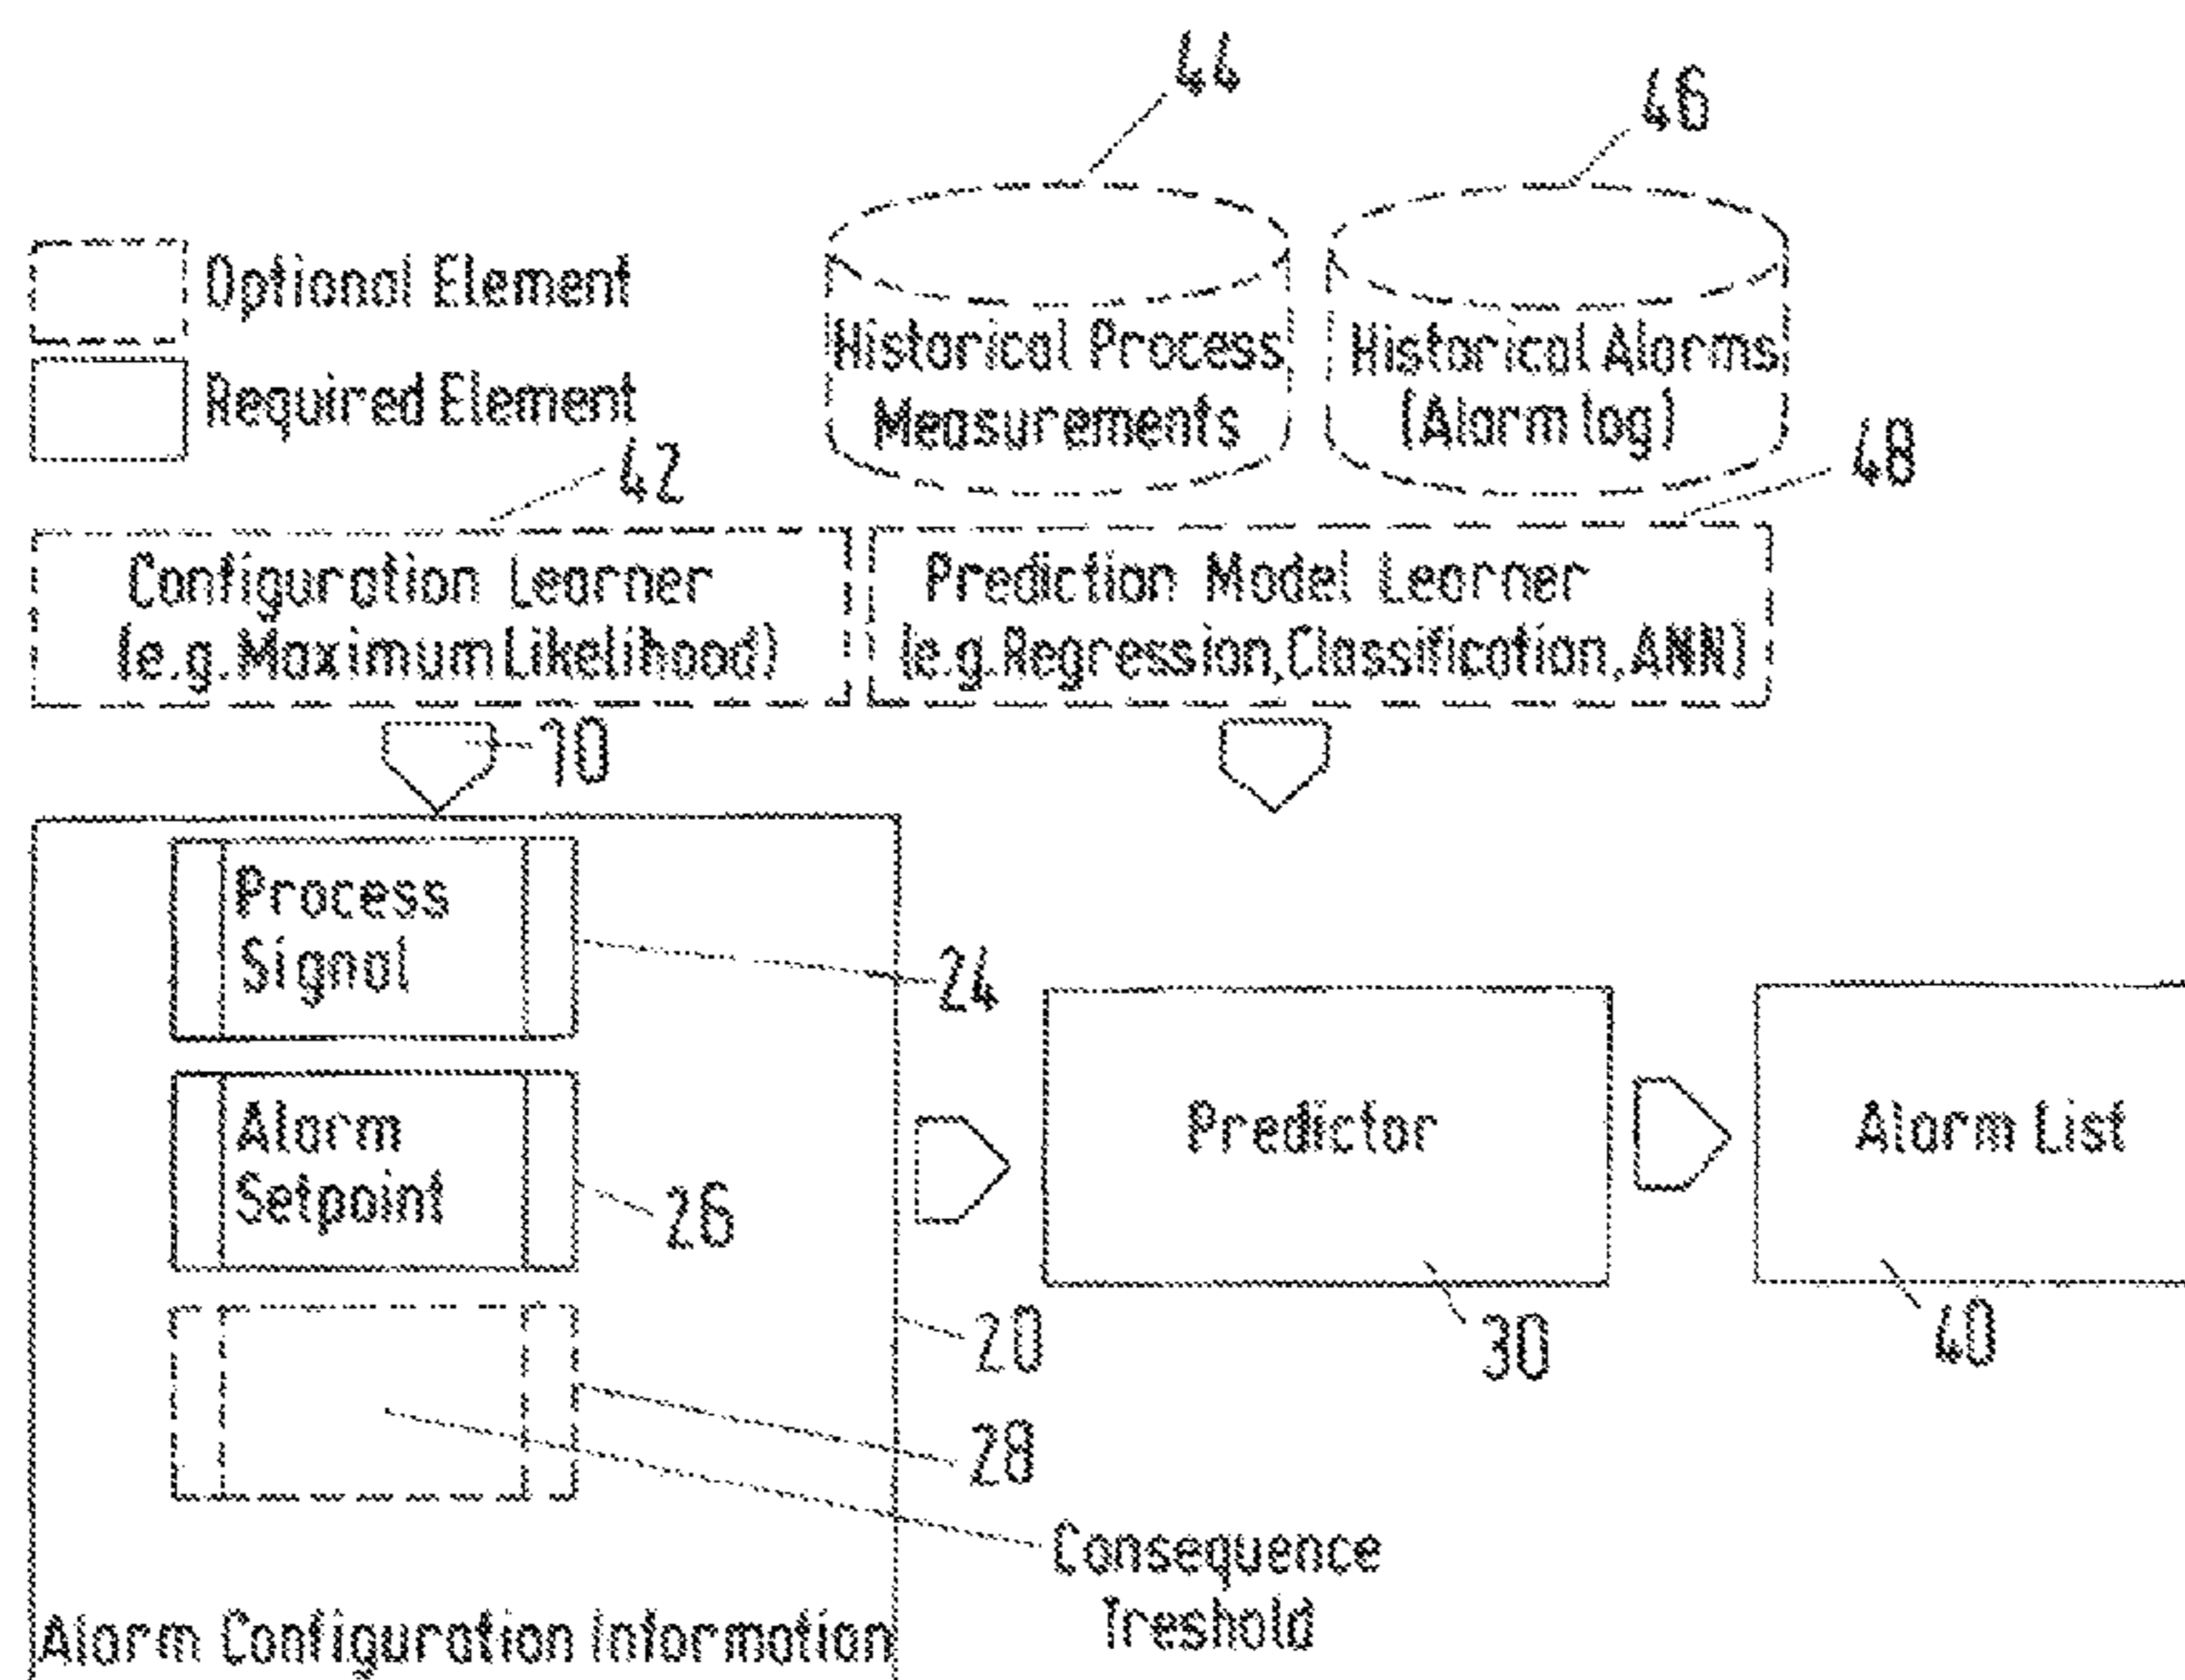 44
46
Optional Element
Required Element
Historical Process
Measurements
Historical Alarms
(Alarm log)
42
48
Configuration Learner
(e.g. Maximum Likelihood)
Prediction Model Learner
(e.g. Regression, Classification, ANN)
10
Process
Signal
24
Alarm
Setpoint
26
Predictor
Alarm List
20
30
40
28
Consequence
Treshold
Alarm Configuration Information